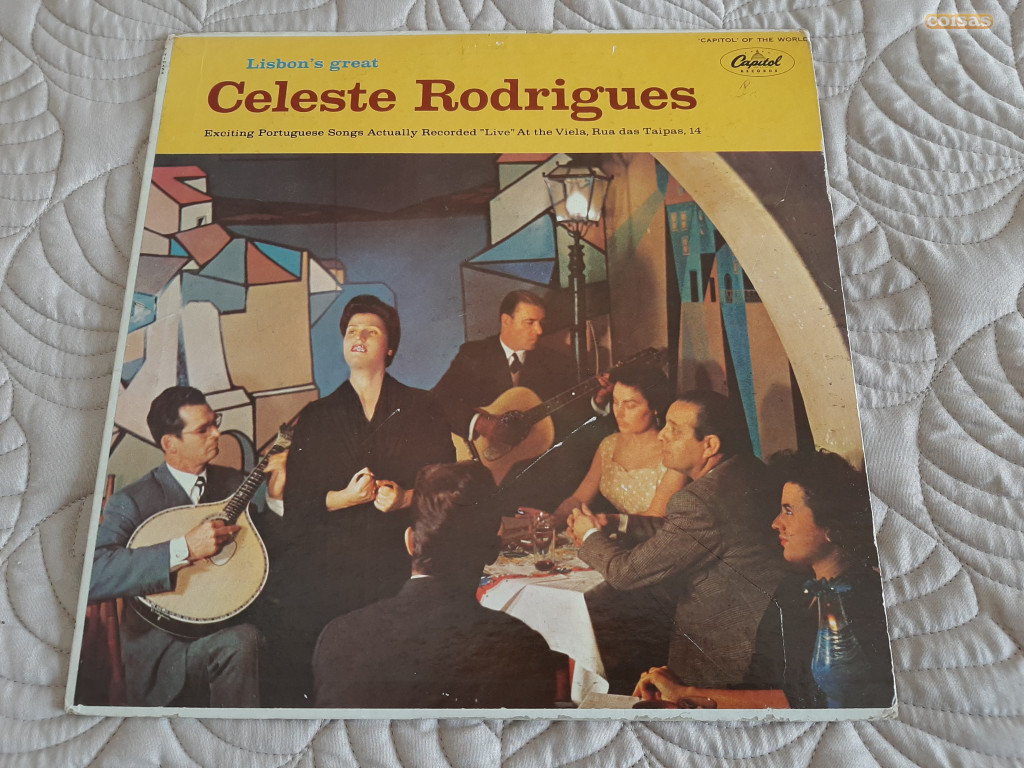 coisas
'CAPITOL' OF THE WORLD
Capitol
RECORDS
Lisbon's great
Celeste Rodrigues
Exciting Portuguese Songs Actually Recorded "Live" At the Viela, Rua das Taipas, 14